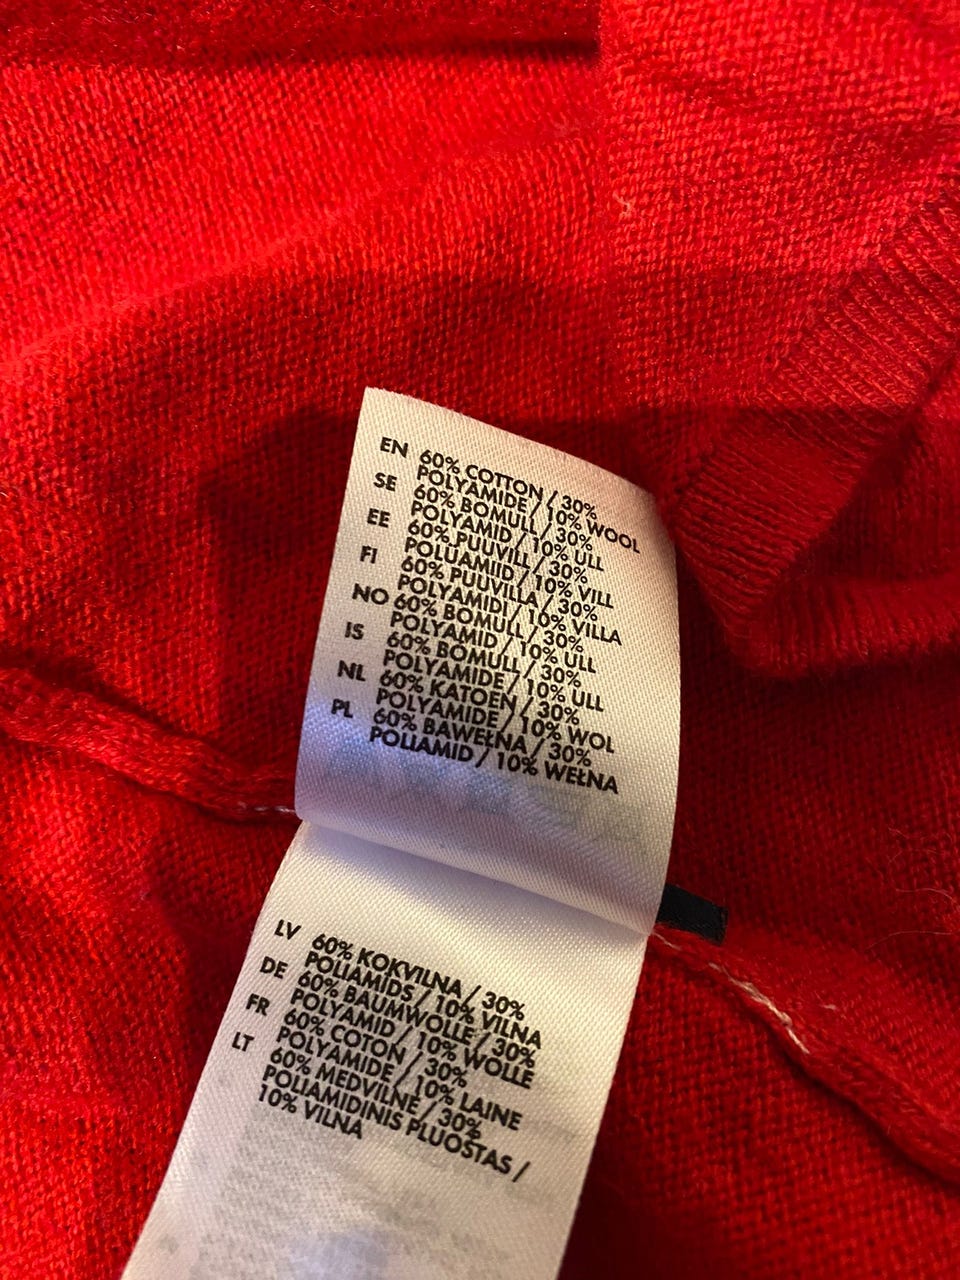 EN 60% COTTON / 30%
POLYAMIDE / 10% WOOL
SE 60% BOMULL / 30%
POLYAMID / 10% ULL
EE 60% PUUVILL / 30%
POLUAMIID / 10% VILL
FI 60% PUUVILLA / 30%
POLYAMIDI / 10% VILLA
NO 60% BOMULL / 30%
POLYAMID / 10% ULL
IS 60% BOMULL / 30%
POLYAMIDE / 10% ULL
NL 60% KATOEN / 30%
POLYAMIDE / 10% WOL
PL 60% BAWEŁNA / 30%
POLIAMID / 10% WEŁNA
LV 60% KOKVILNA / 30%
POLIAMIDS / 10% VILNA
DE 60% BAUMWOLLE / 30%
POLYAMID / 10% WOLLE
FR 60% COTON / 30%
POLYAMIDE / 10% LAINE
LT 60% MEDVILNĖ / 30%
POLIAMIDINIS PLUOŠTAS /
10% VILNA